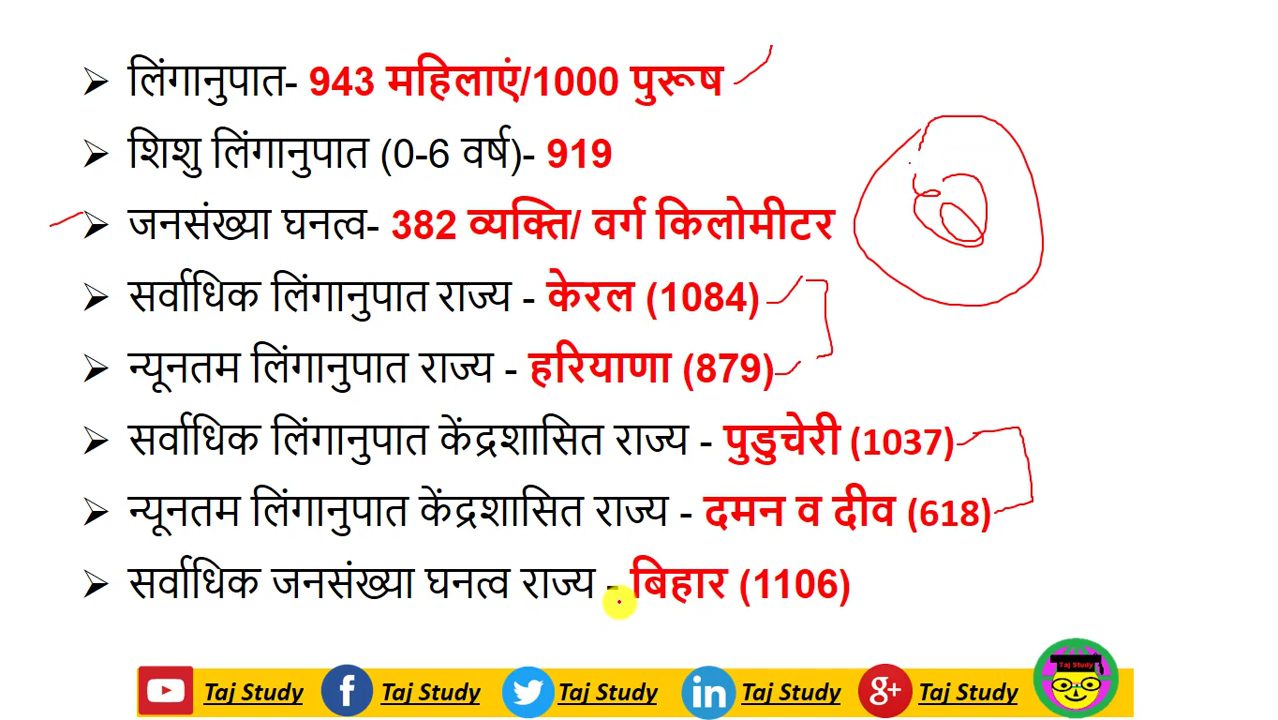 ➢ लिंगानुपात- 943 महिलाएं/1000 पुरूष
➢ शिशु लिंगानुपात (0-6 वर्ष)- 919
➢ जनसंख्या घनत्व- 382 व्यक्ति/ वर्ग किलोमीटर
➢ सर्वाधिक लिंगानुपात राज्य - केरल (1084)
➢ न्यूनतम लिंगानुपात राज्य - हरियाणा (879)
➢ सर्वाधिक लिंगानुपात केंद्रशासित राज्य - पुडुचेरी (1037)
➢ न्यूनतम लिंगानुपात केंद्रशासित राज्य - दमन व दीव (618)
➢ सर्वाधिक जनसंख्या घनत्व राज्य - बिहार (1106)
Taj Study
Taj Study Taj Study Taj Study Taj Study Taj Study